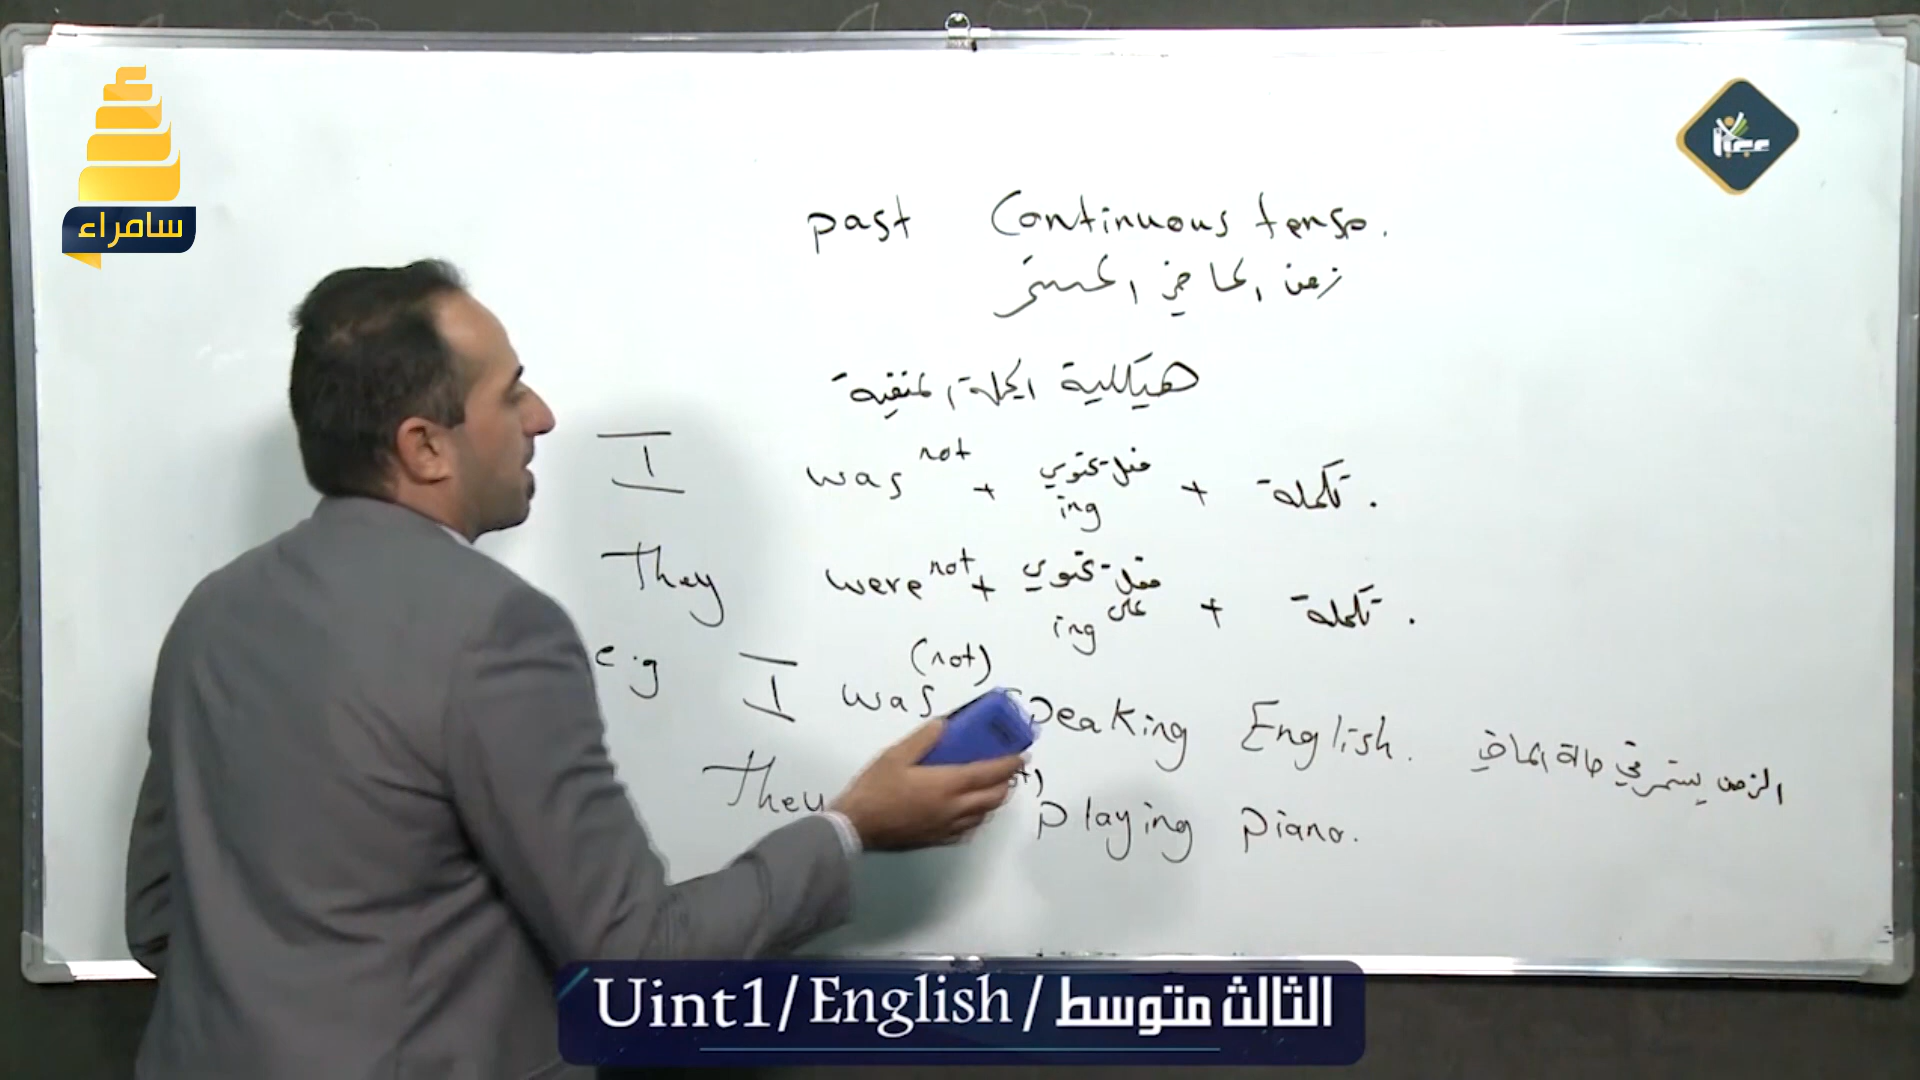 سامراء
past Continuous tense.
زمن الماضي المستمر
هيكلية الجملة المنفية
I was not + فعل يحتوي ing + تكملة.
They were not + فعل يحتوي على ing + تكملة.
e.g I was (not) speaking English.
الزمن يستمر في حالة الماضي
They playing piano.
Uint1/English/الثالث متوسط